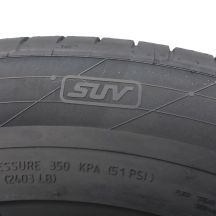 SUV
ESSURE 350 KPA (51 PSI)
(2403 LB)